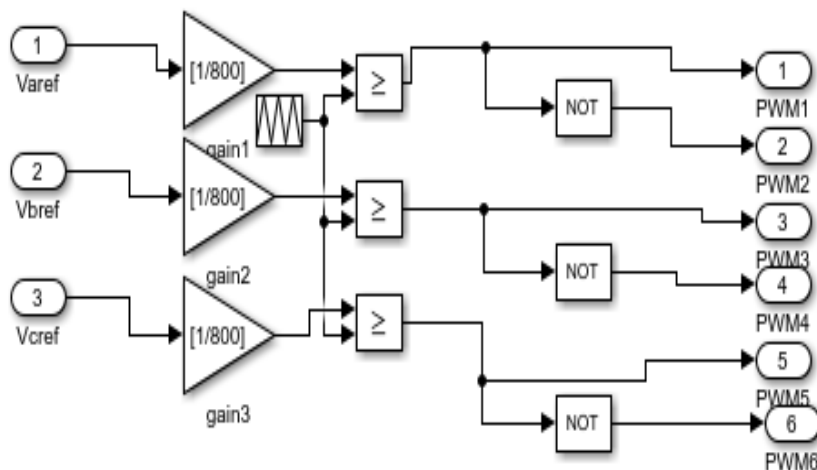 1
Varef
[1/800]
gain1
≥
NOT
1
PWM1
2
PWM2
2
Vbref
[1/800]
gain2
≥
NOT
3
PWM3
4
PWM4
3
Vcref
[1/800]
gain3
≥
NOT
5
PWM5
6
PWM6